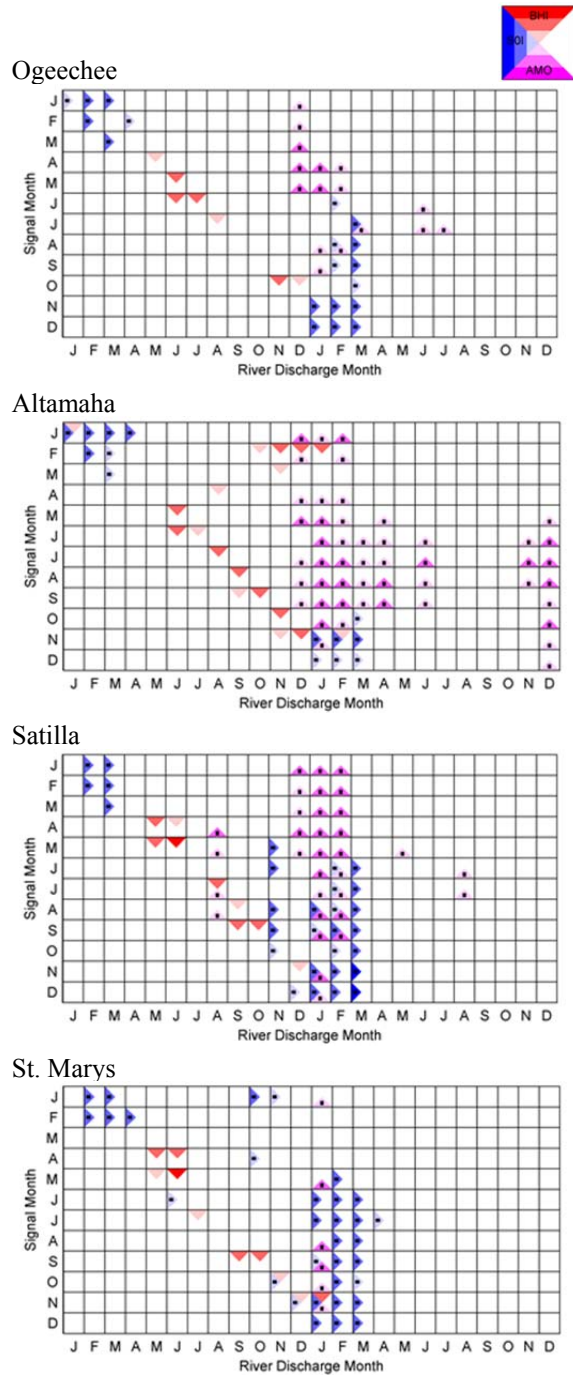 BHI
SOI
AMO
Ogeechee
Signal Month
J
F
M
A
M
J
J
A
S
O
N
D
J F M A M J J A S O N D J F M A M J J A S O N D
River Discharge Month
Altamaha
Signal Month
J
F
M
A
M
J
J
A
S
O
N
D
J F M A M J J A S O N D J F M A M J J A S O N D
River Discharge Month
Satilla
Signal Month
J
F
M
A
M
J
J
A
S
O
N
D
J F M A M J J A S O N D J F M A M J J A S O N D
River Discharge Month
St. Marys
Signal Month
J
F
M
A
M
J
J
A
S
O
N
D
J F M A M J J A S O N D J F M A M J J A S O N D
River Discharge Month